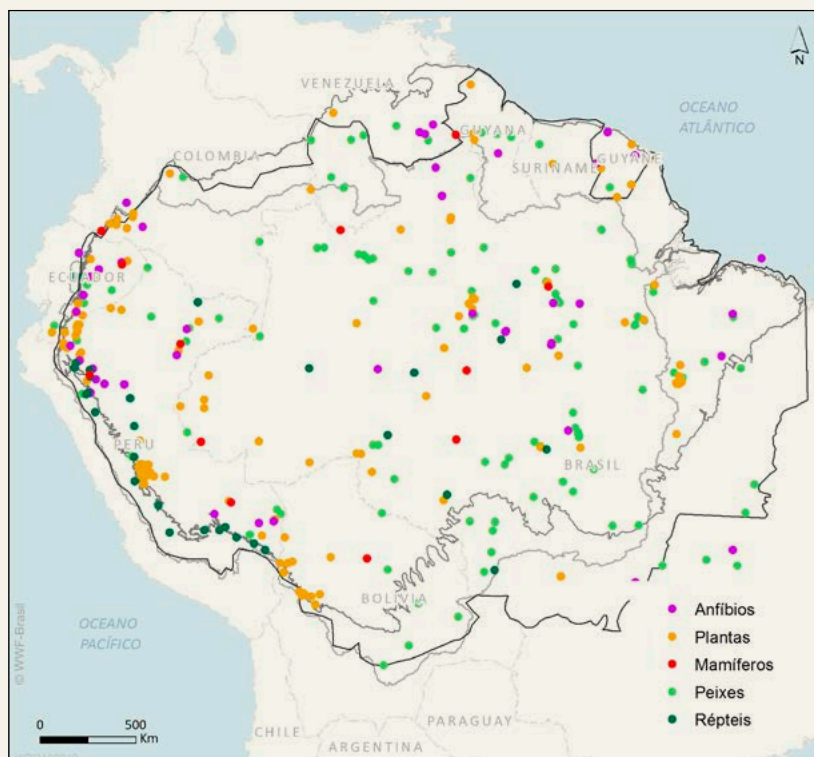 N
VENEZUELA
OCEANO
ATLÂNTICO
GUYANA
COLOMBIA
SURINAME
GUYANE
ECUADOR
PERU
BRASIL
BOLIVIA
OCEANO
PACÍFICO
© WWF-Brasil
Anfíbios
Plantas
Mamíferos
Peixes
Répteis
0 500
Km
CHILE
PARAGUAY
ARGENTINA